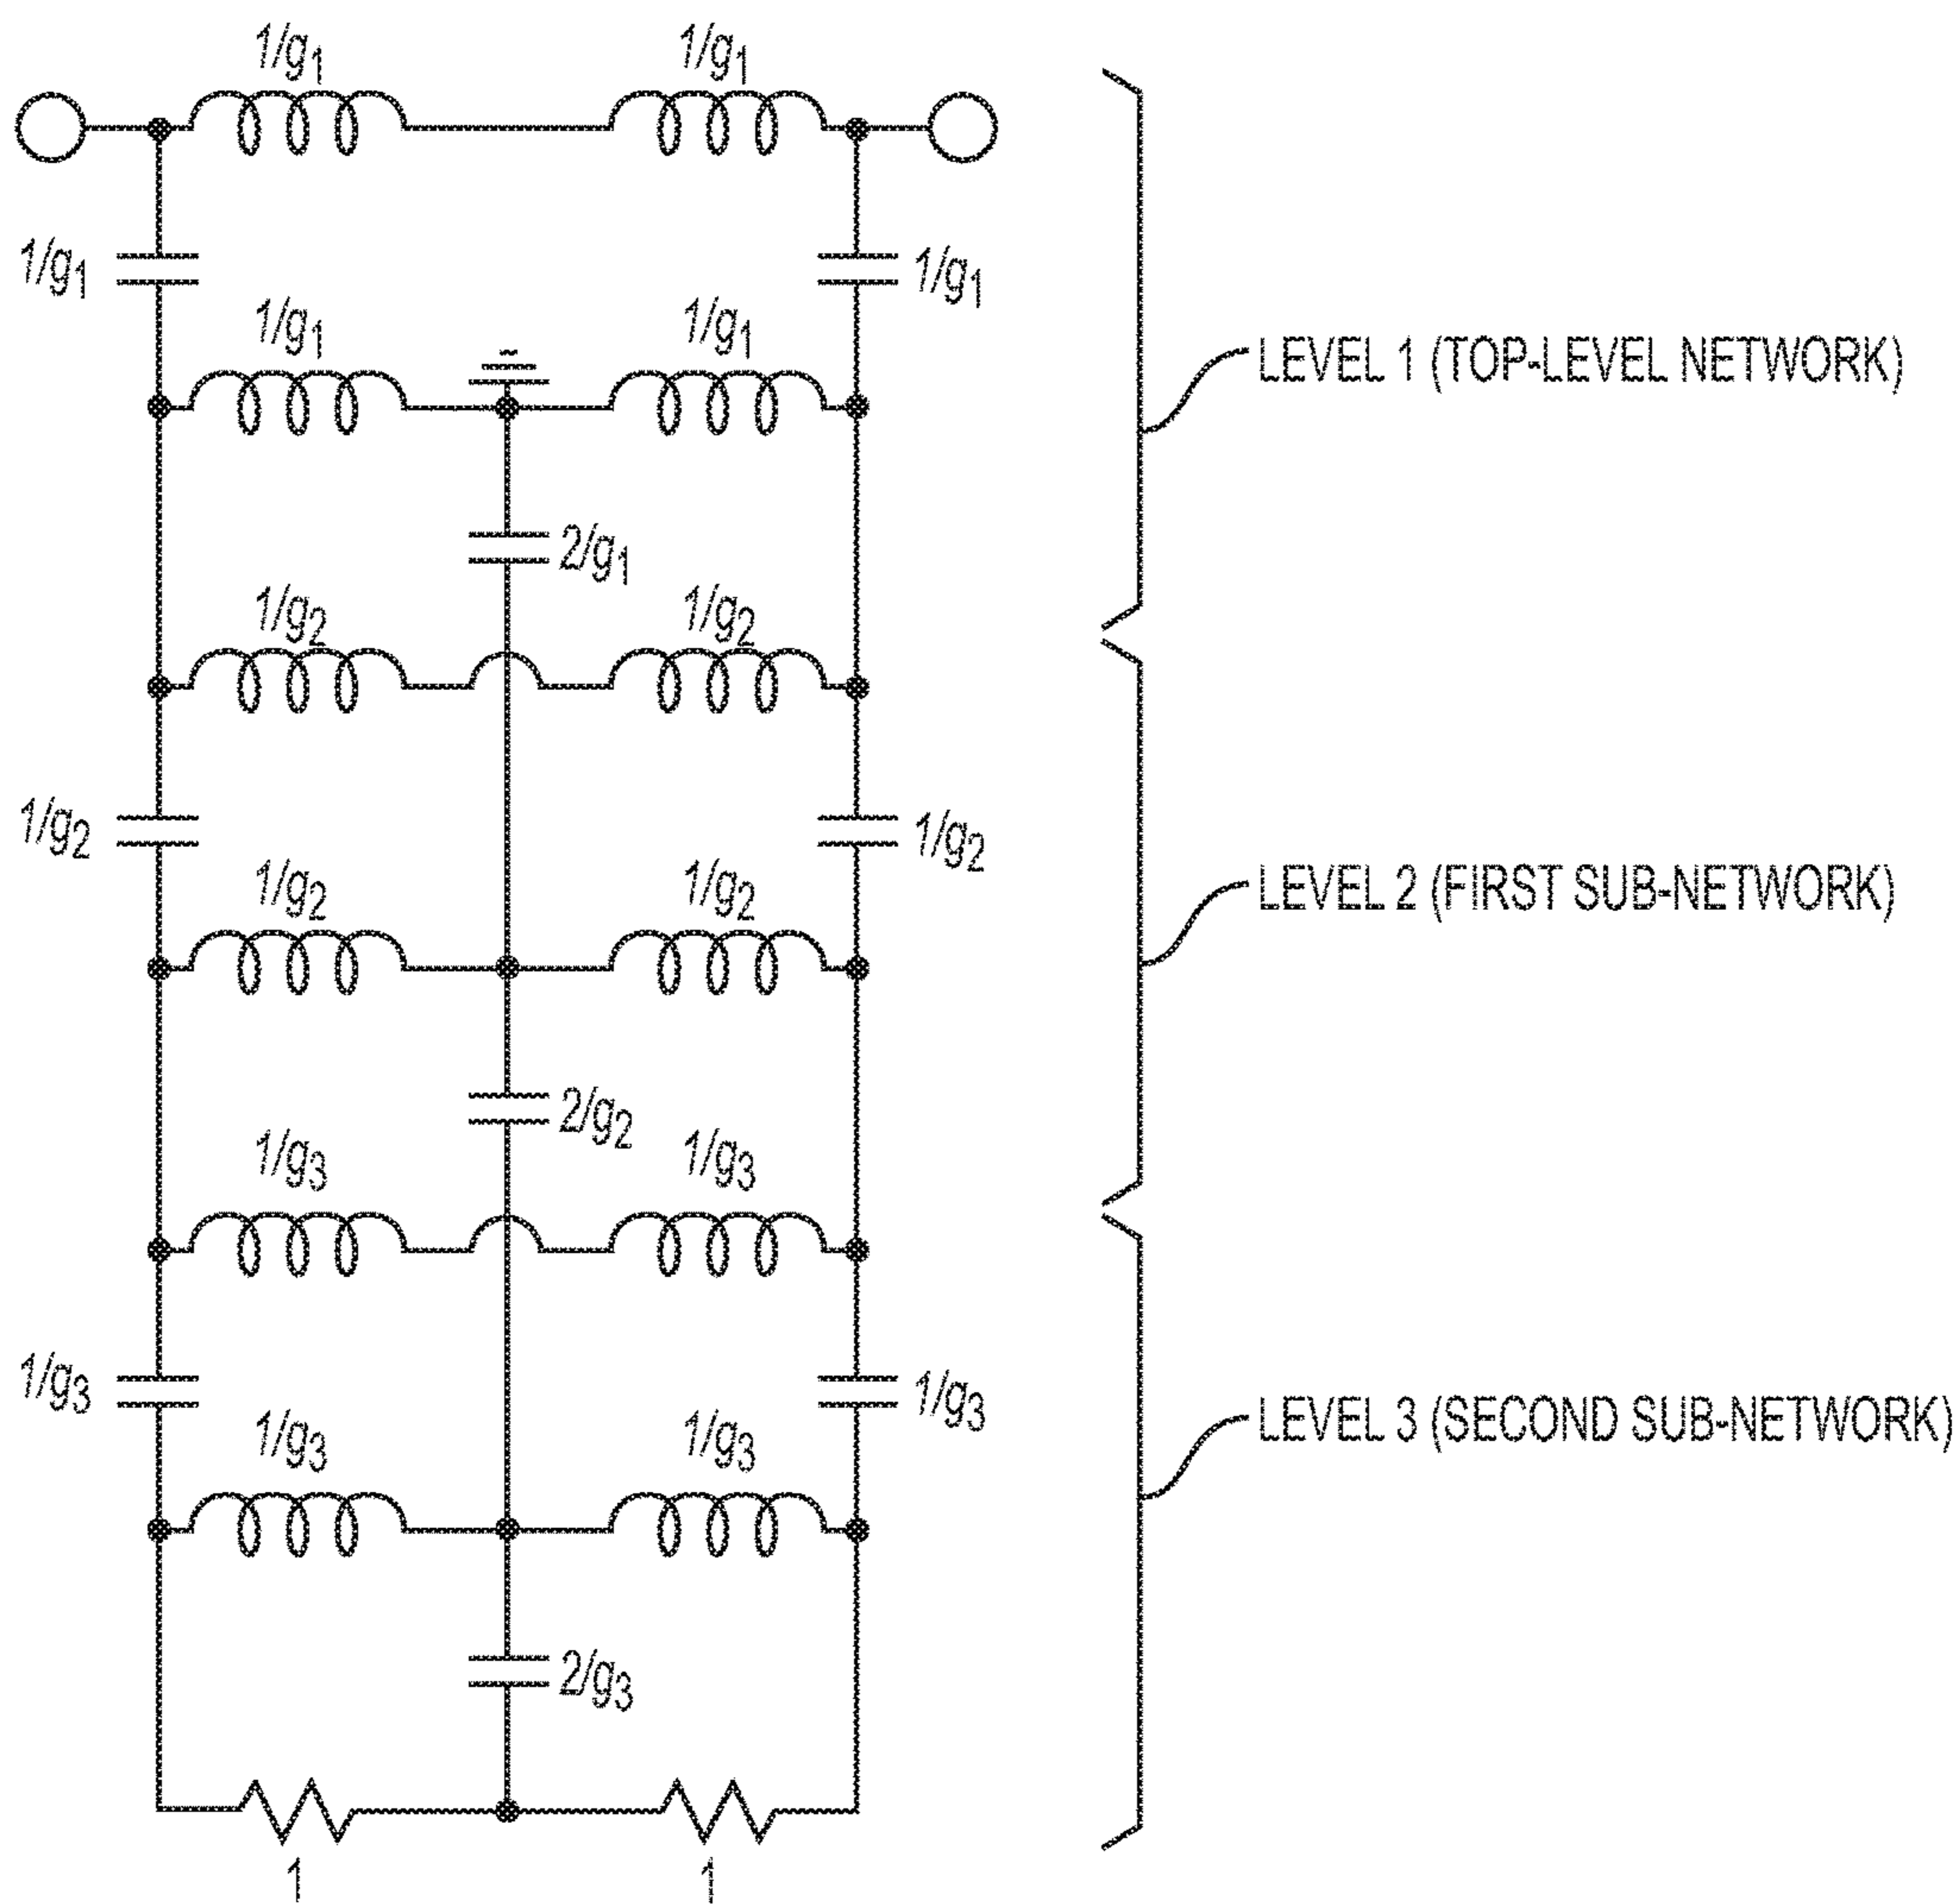 1/g1 1/g1
1/g1 1/g1
1/g1 1/g1
LEVEL 1 (TOP-LEVEL NETWORK)
2/g1
1/g2 1/g2
1/g2 1/g2
1/g2 1/g2
LEVEL 2 (FIRST SUB-NETWORK)
2/g2
1/g3 1/g3
1/g3 1/g3
1/g3 1/g3
LEVEL 3 (SECOND SUB-NETWORK)
2/g3
1 1